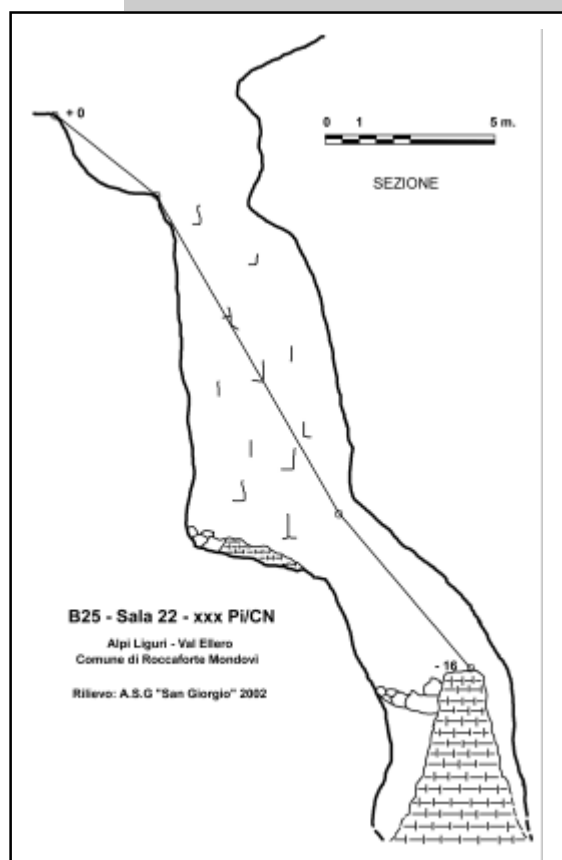 + 0
0 1 5 m.
SEZIONE
B25 - Sala 22 - xxx Pi/CN
Alpi Liguri - Val Ellero
Comune di Roccaforte Mondovi
Rilievo: A.S.G "San Giorgio" 2002
- 16